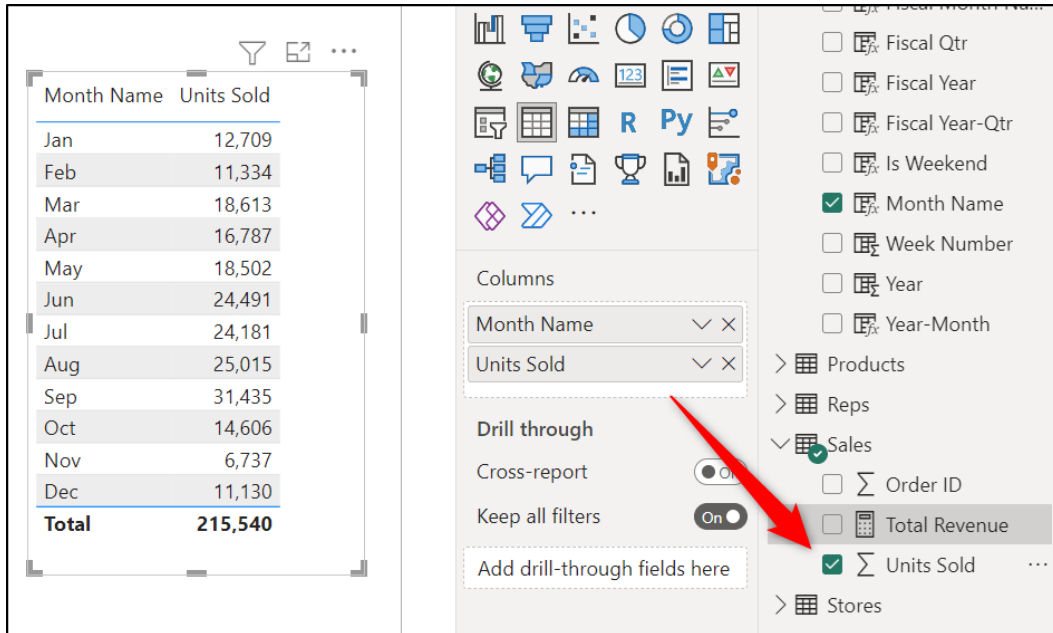 Month Name Units Sold
Jan 12,709
Feb 11,334
Mar 18,613
Apr 16,787
May 18,502
Jun 24,491
Jul 24,181
Aug 25,015
Sep 31,435
Oct 14,606
Nov 6,737
Dec 11,130
Total 215,540
123
R Py
Columns
Month Name
Units Sold
Drill through
Cross-report
Keep all filters On
Add drill-through fields here
Fiscal Qtr
Fiscal Year
Fiscal Year-Qtr
Is Weekend
Month Name
Week Number
Year
Year-Month
Products
Reps
Sales
Order ID
Total Revenue
Units Sold
Stores